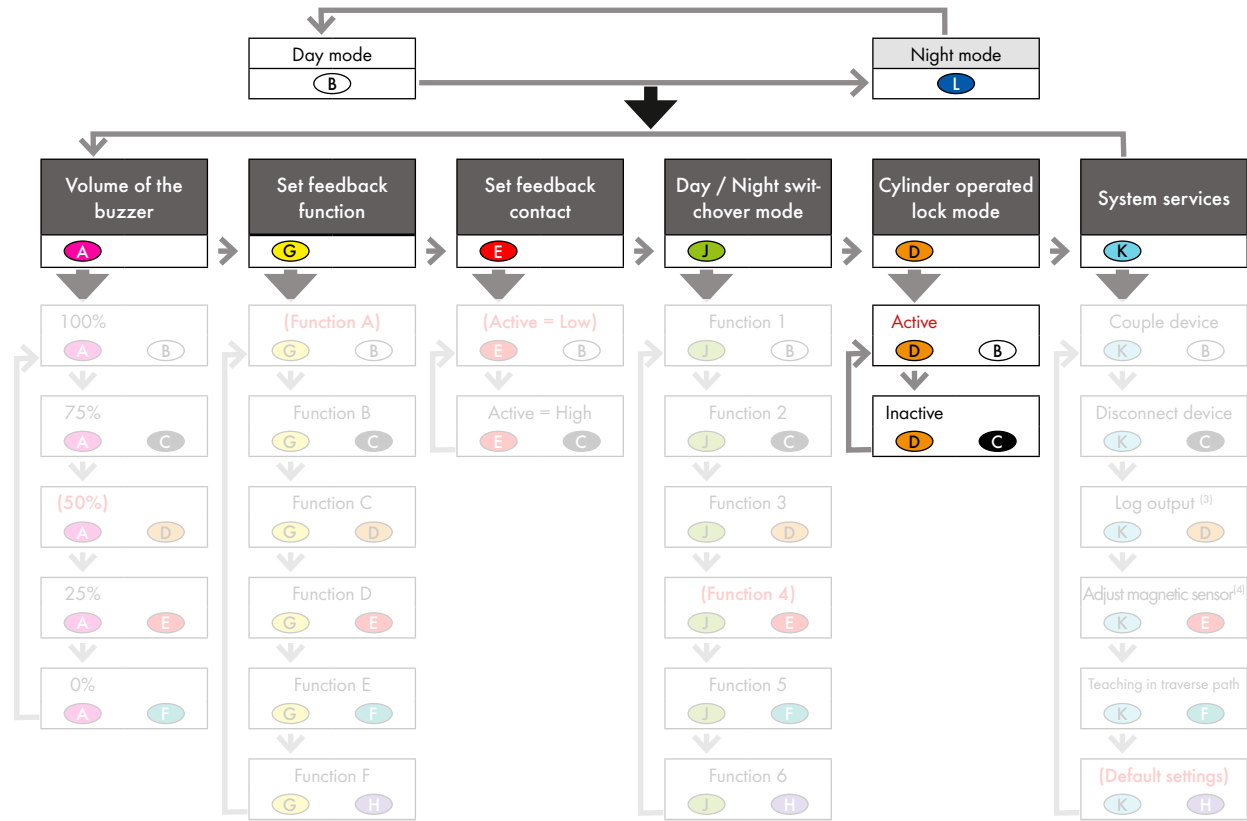 Day mode
B
Night mode
L
Volume of the
buzzer
A
Set feedback
function
G
Set feedback
contact
E
Day / Night swit-
chover mode
J
Cylinder operated
lock mode
D
System services
K
100%
A B
75%
A C
(50%)
A D
25%
A E
0%
A F
(Function A)
G B
Function B
G C
Function C
G D
Function D
G E
Function E
G F
Function F
G H
(Active = Low)
E B
Active = High
E C
Function 1
J B
Function 2
J C
Function 3
J D
(Function 4)
J E
Function 5
J F
Function 6
J H
Active
D B
Inactive
D C
Couple device
K B
Disconnect device
K C
Log output (3)
K D
Adjust magnetic sensor(4)
K E
Teaching in traverse path
K F
(Default settings)
K H